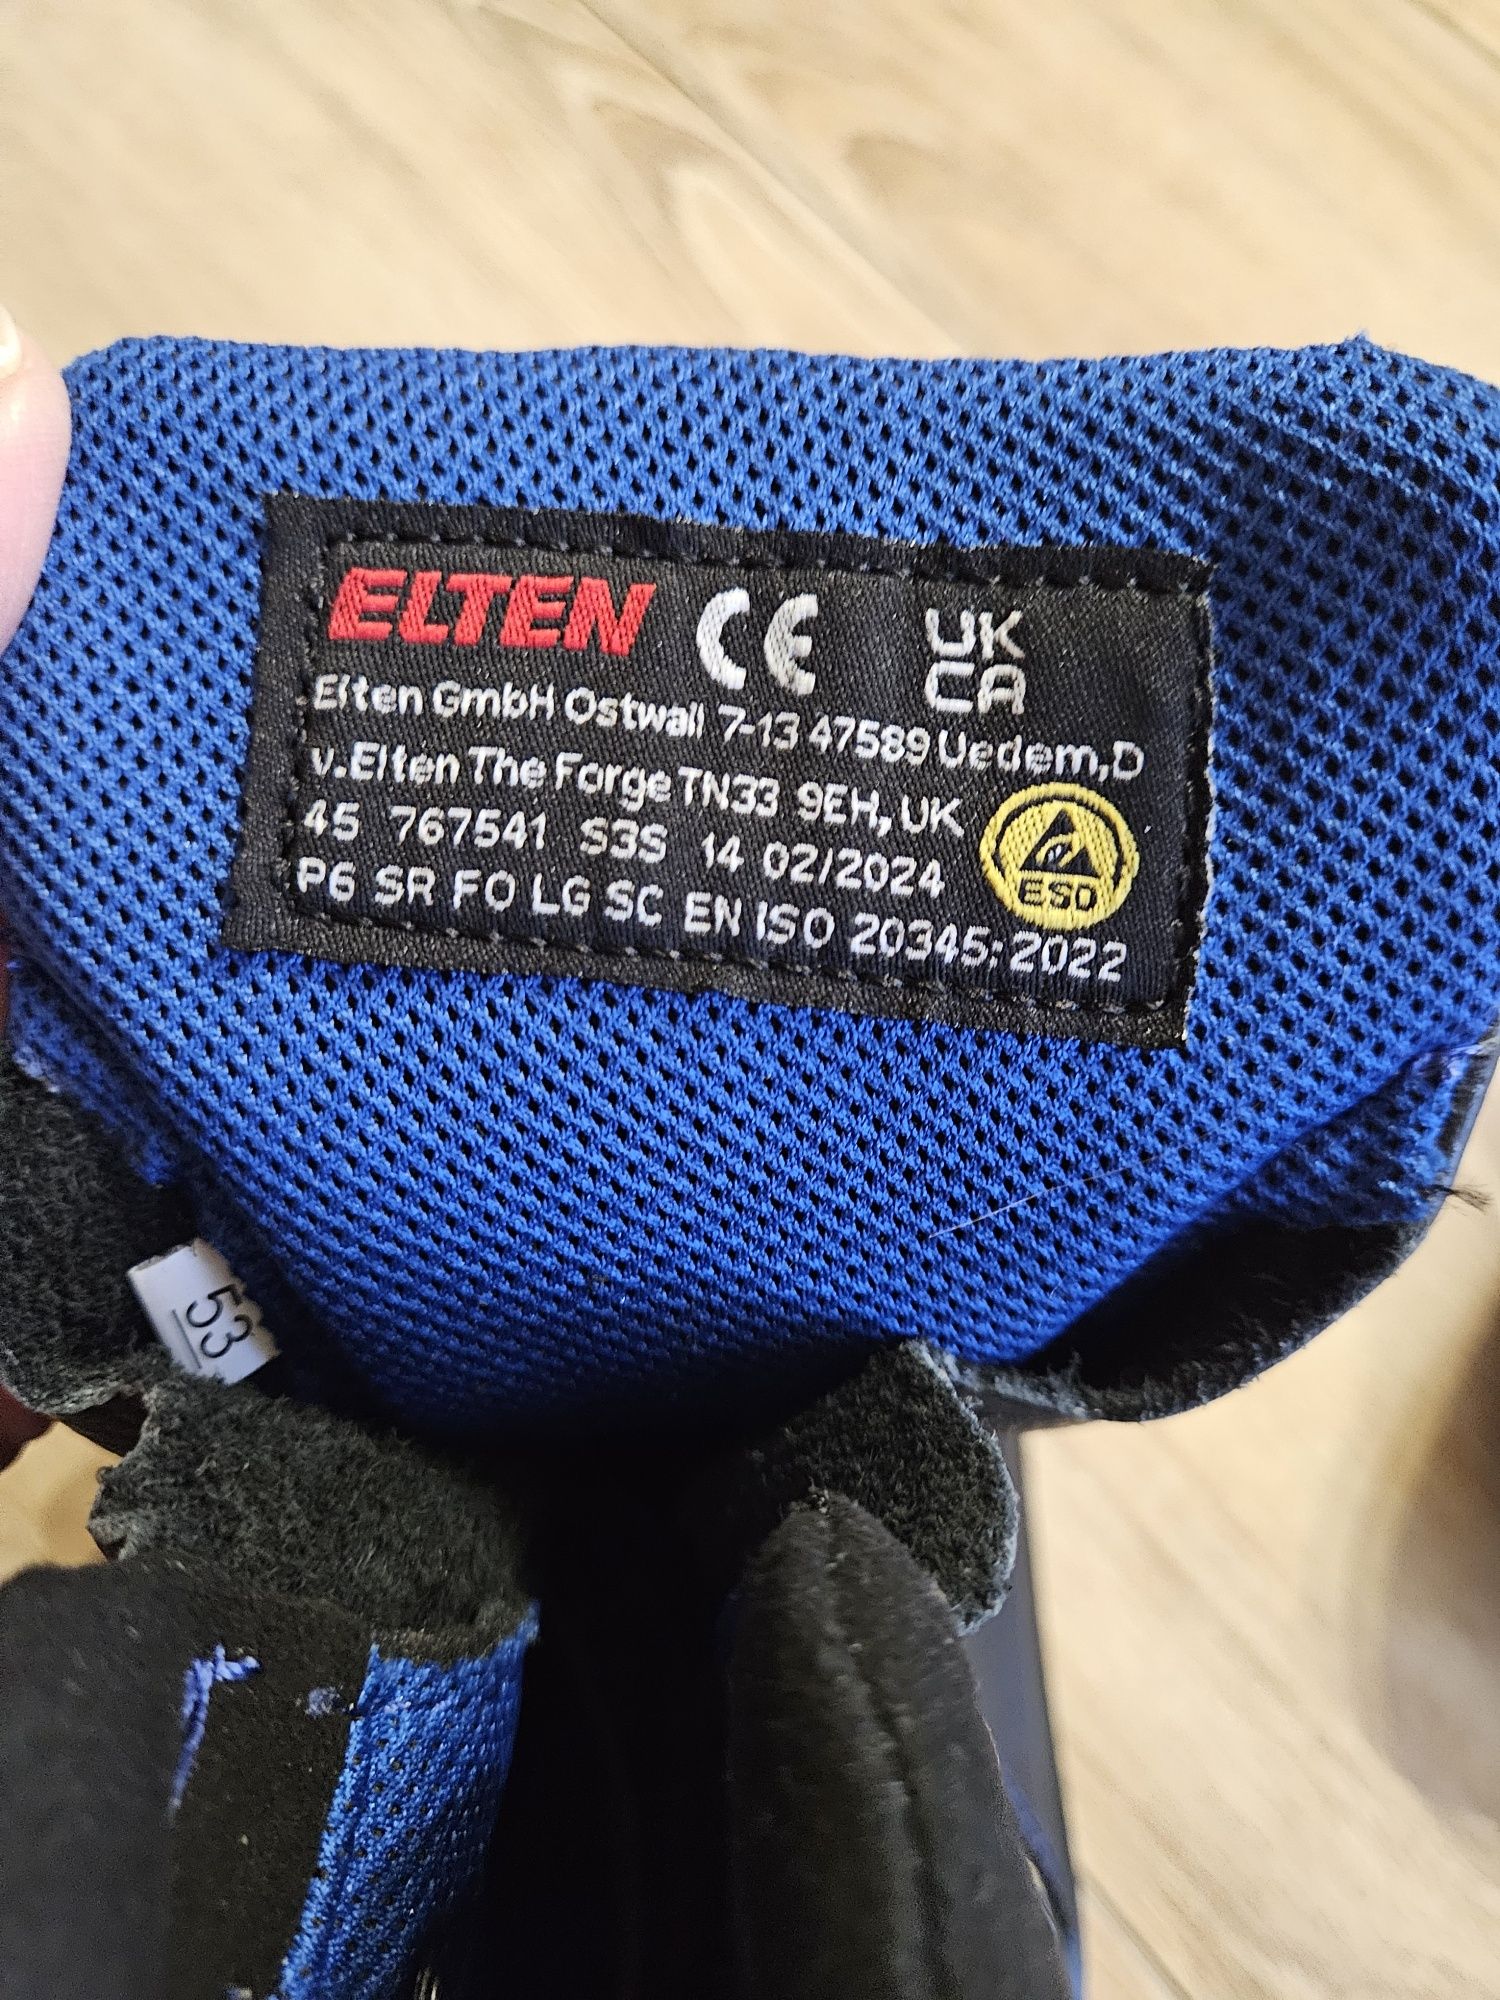 ELTEN CE UK
CA
Elten GmbH Ostwall 7-13 47589 Uedem,D
v.Elten The Forge TN33 9EH, UK
45 767541 S3S 14 02/2024
ESD
P6 SR FO LG SC EN ISO 20345:2022
53